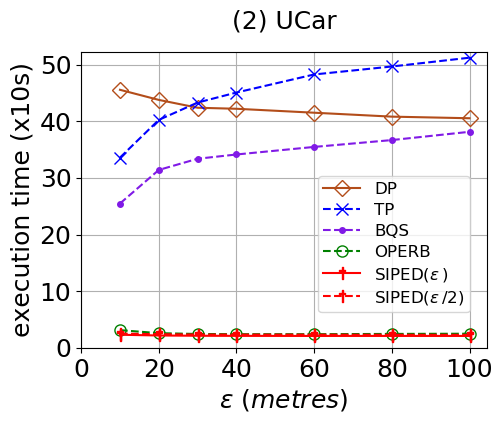 (2) UCar
execution time (x10s)
50
40
30
20
10
0
0 20 40 60 80 100
ε (metres)
DP
TP
BQS
OPERB
SIPED(ε )
SIPED(ε /2)